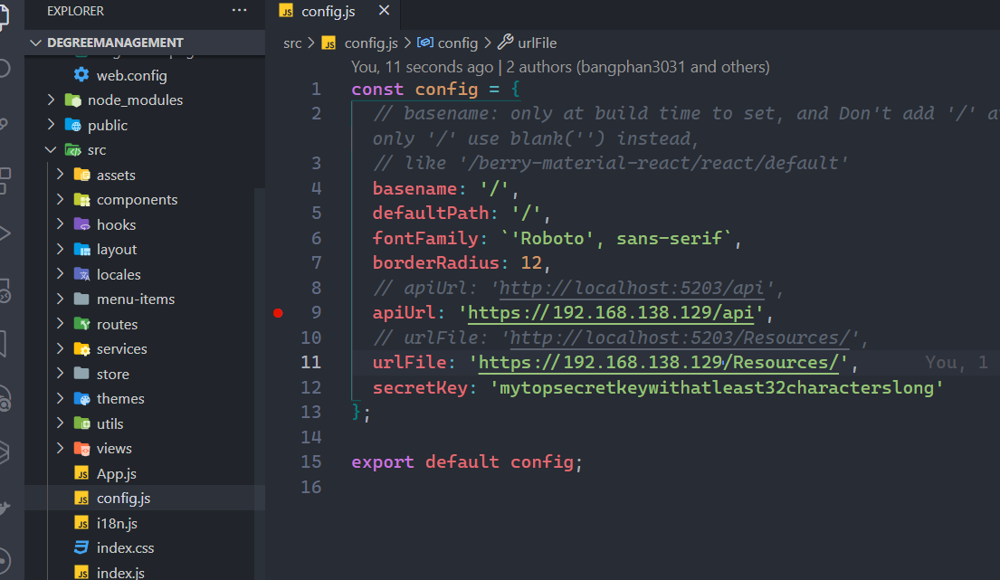 EXPLORER
···
DEGREEMANAGEMENT
web.config
node_modules
public
src
assets
components
hooks
layout
locales
menu-items
routes
services
store
themes
utils
views
App.js
config.js
i18n.js
index.css
index.js
JS config.js
src > JS config.js > config > urlFile
You, 11 seconds ago | 2 authors (bangphan3031 and others)
1 const config = {
2 // basename: only at build time to set, and Don't add '/' a
only '/' use blank('') instead,
3 // like '/berry-material-react/react/default'
4 basename: '/',
5 defaultPath: '/',
6 fontFamily: `'Roboto', sans-serif`,
7 borderRadius: 12,
8 // apiUrl: 'http://localhost:5203/api',
9 apiUrl: 'https://192.168.138.129/api',
10 // urlFile: 'http://localhost:5203/Resources/',
11 urlFile: 'https://192.168.138.129/Resources/', You, 1
12 secretKey: 'mytopsecretkeywithatleast32characterslong'
13 };
14
15 export default config;
16